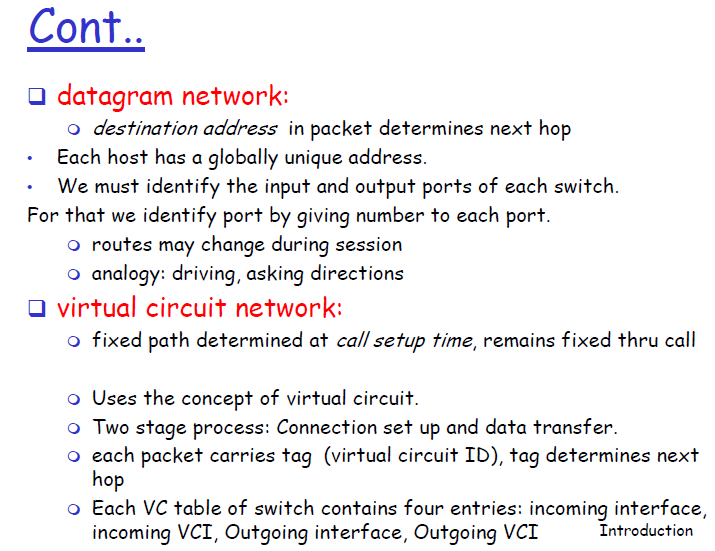 Cont..
datagram network:
destination address in packet determines next hop
• Each host has a globally unique address.
• We must identify the input and output ports of each switch.
For that we identify port by giving number to each port.
routes may change during session
analogy: driving, asking directions
virtual circuit network:
fixed path determined at call setup time, remains fixed thru call
Uses the concept of virtual circuit.
Two stage process: Connection set up and data transfer.
each packet carries tag (virtual circuit ID), tag determines next
hop
Each VC table of switch contains four entries: incoming interface,
incoming VCI, Outgoing interface, Outgoing VCI
Introduction